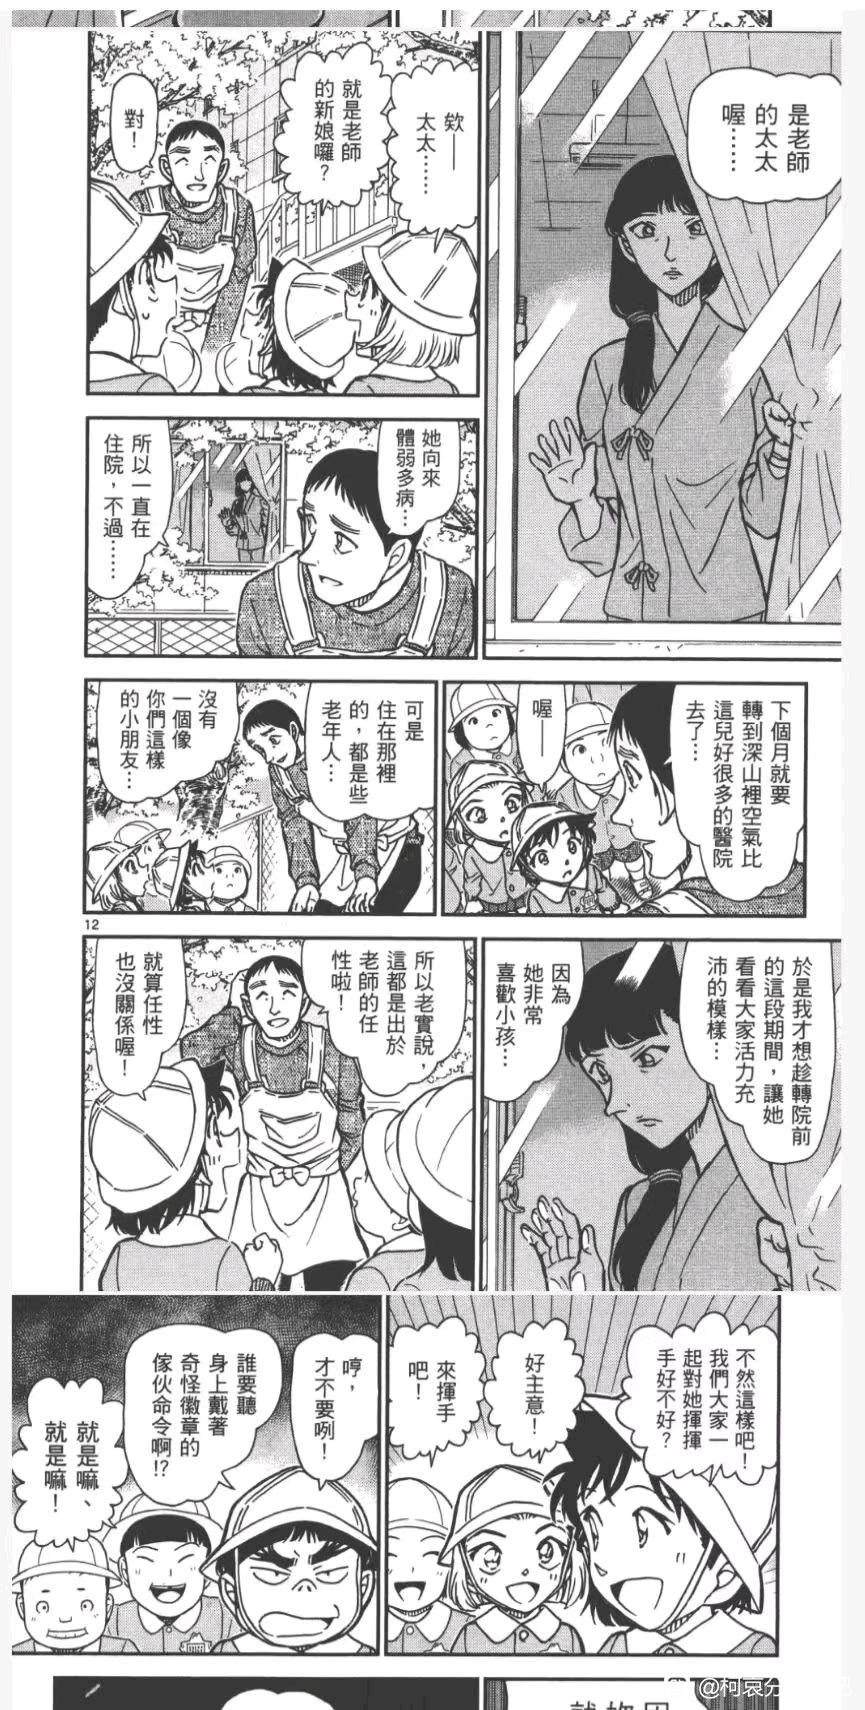 是老師
的太太
喔⋯⋯
欸——
太太⋯⋯
就是老師
的新娘囉?
對!
她向來
體弱多病⋯
所以一直在
住院,不過⋯⋯
下個月就要
轉到深山裡空氣比
這兒好很多的醫院
去了⋯
喔——
可是
住在那裡
的,都是些
老年人⋯
沒有
一個像
你們這樣
的小朋友⋯
12
於是我才想趁轉院前
的這段期間,讓她
看看大家活力充
沛的模樣⋯
因為
她非常
喜歡小孩⋯
所以老實說,
這都是出於
老師的任
性啦!
就算任性
也沒關係喔!
不然這樣吧!
我們大家一
起對她揮揮
手好不好?
好主意!
來揮手
吧!
哼,
才不要咧!
誰要聽
身上戴著
奇怪徽章的
傢伙命令啊!?
就是嘛、
就是嘛!